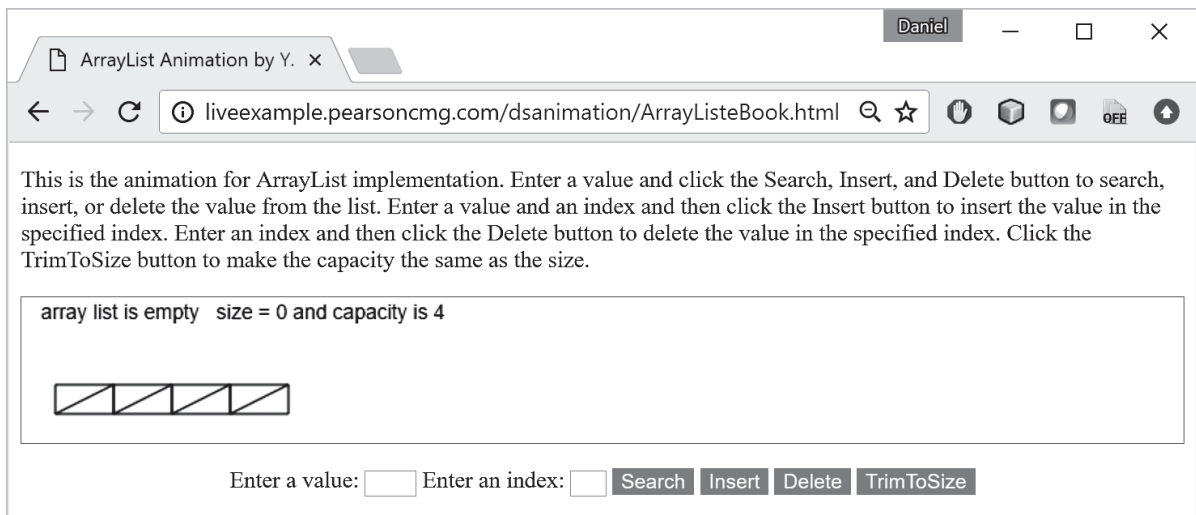 Daniel
ArrayList Animation by Y.
liveexample.pearsoncmg.com/dsanimation/ArrayListeBook.html
OFF
This is the animation for ArrayList implementation. Enter a value and click the Search, Insert, and Delete button to search,
insert, or delete the value from the list. Enter a value and an index and then click the Insert button to insert the value in the
specified index. Enter an index and then click the Delete button to delete the value in the specified index. Click the
TrimToSize button to make the capacity the same as the size.
array list is empty size = 0 and capacity is 4
Enter a value: Enter an index: Search Insert Delete TrimToSize